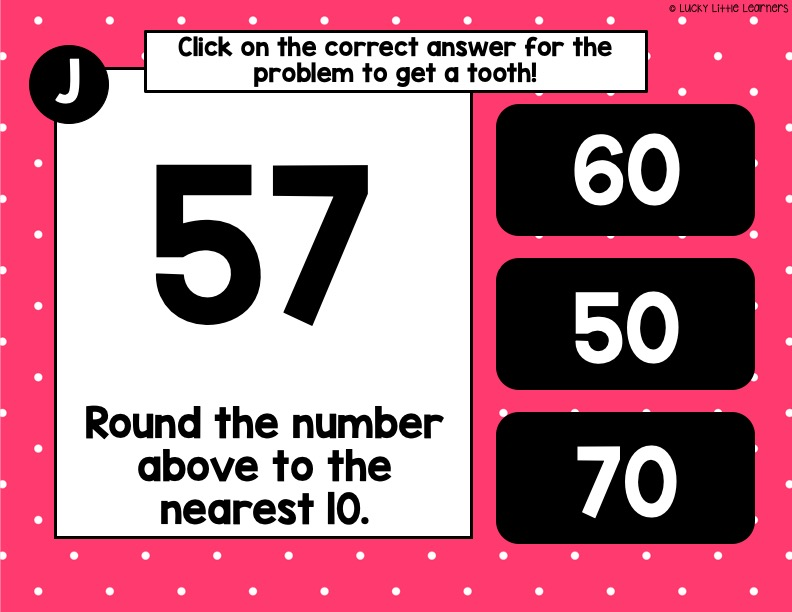 © Lucky Little Learners
Click on the correct answer for the
problem to get a tooth!
J
57
Round the number
above to the
nearest 10.
60
50
70